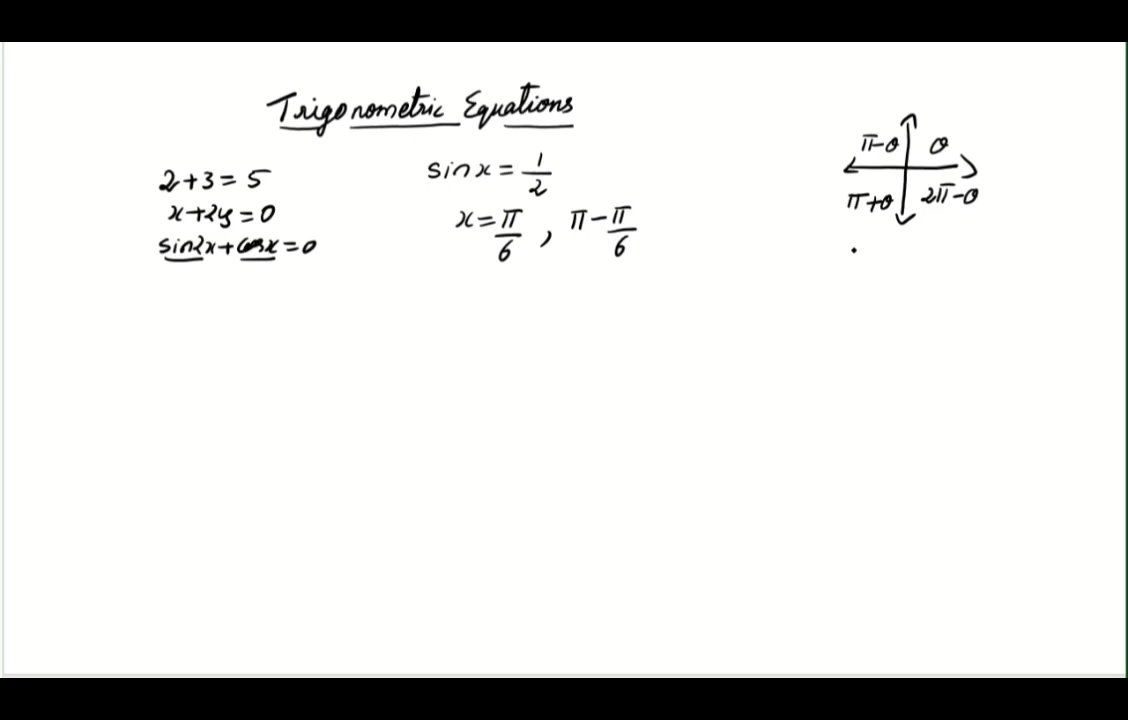 Trigonometric Equations
2+3=5
x+2y=0
sin2x+cosx=0
sinx=1/2
x=π/6, π-π/6
π-θ θ
π+θ 2π-θ